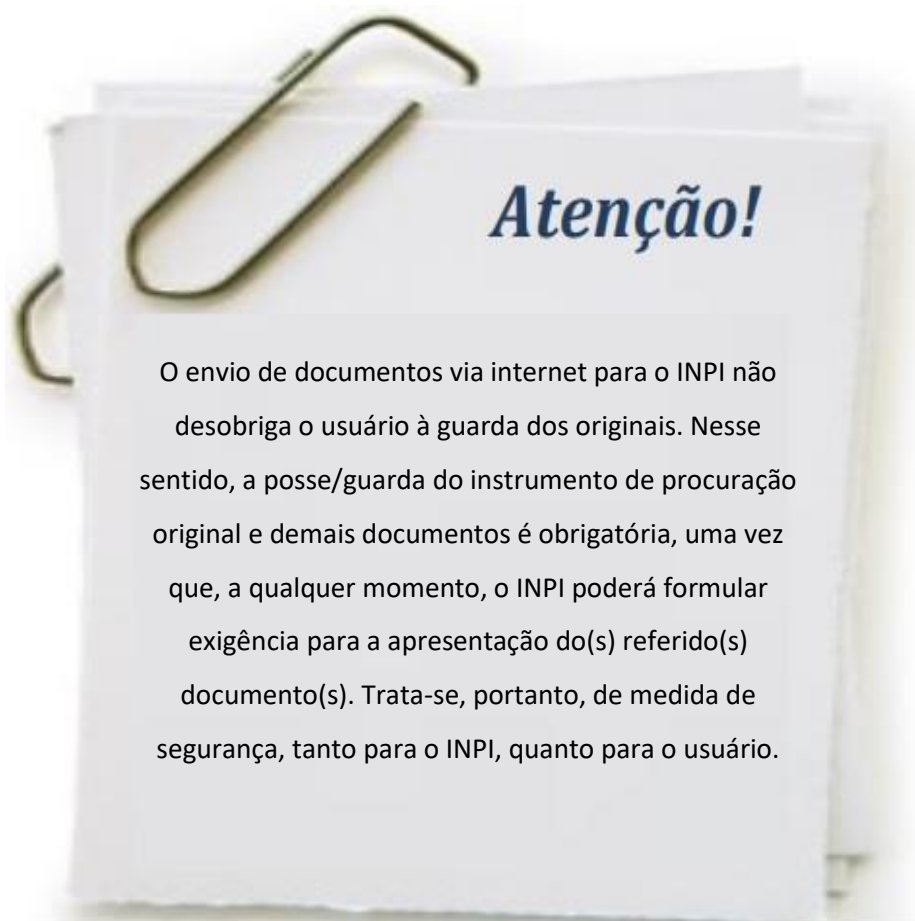 Atenção!
O envio de documentos via internet para o INPI não
desobriga o usuário à guarda dos originais. Nesse
sentido, a posse/guarda do instrumento de procuração
original e demais documentos é obrigatória, uma vez
que, a qualquer momento, o INPI poderá formular
exigência para a apresentação do(s) referido(s)
documento(s). Trata-se, portanto, de medida de
segurança, tanto para o INPI, quanto para o usuário.